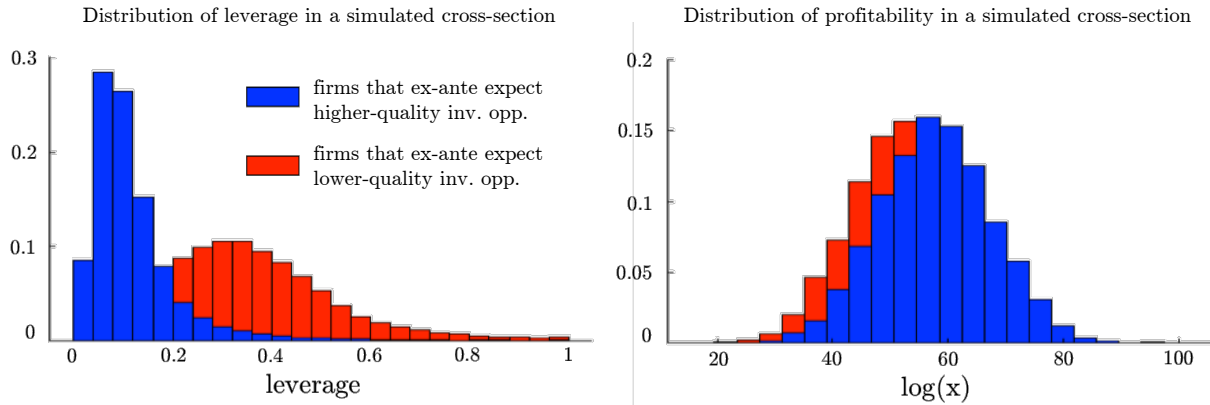 Distribution of leverage in a simulated cross-section
0.3
0.2
0.1
0
firms that ex-ante expect
higher-quality inv. opp.
firms that ex-ante expect
lower-quality inv. opp.
0 0.2 0.4 0.6 0.8 1
leverage
Distribution of profitability in a simulated cross-section
0.2
0.15
0.1
0.05
0
20 40 60 80 100
log(x)